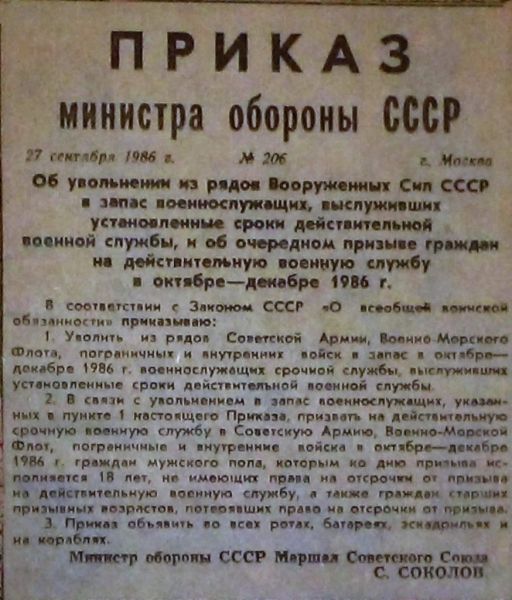 ПРИКАЗ
министра обороны СССР
27 сентября 1986 г. № 206 г. Москва
Об увольнении из рядов Вооруженных Сил СССР
в запас военнослужащих, выслуживших
установленные сроки действительной
военной службы, и об очередном призыве граждан
на действительную военную службу
в октябре—декабре 1986 г.
В соответствии с Законом СССР «О всеобщей воинской
обязанности» приказываю:
1. Уволить из рядов Советской Армии, Военно-Морского
Флота, пограничных и внутренних войск в запас в октябре—
декабре 1986 г. военнослужащих срочной службы, выслуживших
установленные сроки действительной военной службы.
2. В связи с увольнением в запас военнослужащих, указан-
ных в пункте 1 настоящего Приказа, призвать на действительную
срочную военную службу в Советскую Армию, Военно-Морской
Флот, пограничные и внутренние войска в октябре—декабре
1986 г. граждан мужского пола, которым ко дню призыва ис-
полняется 18 лет, не имеющих права на отсрочки от призыва
на действительную военную службу, а также граждан старших
призывных возрастов, потерявших право на отсрочки от призыва.
3. Приказ объявить во всех ротах, батареях, эскадрильях и
на кораблях.
Министр обороны СССР Маршал Советского Союза
С. СОКОЛОВ